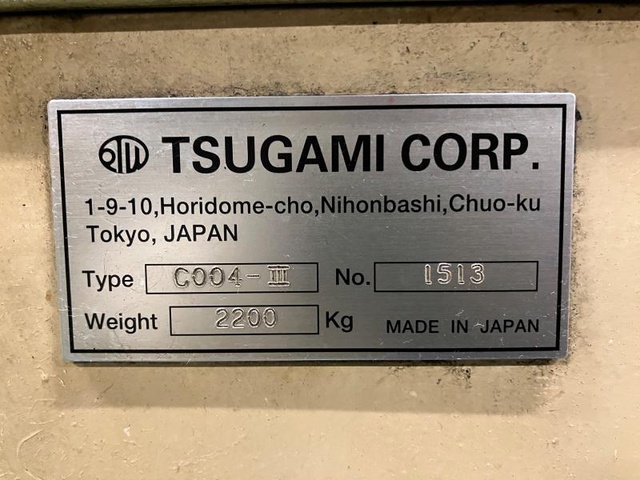 TSUGAMI CORP.
1-9-10,Horidome-cho,Nihonbashi,Chuo-ku
Tokyo, JAPAN
Type C004-III No. 1513
Weight 2200 Kg MADE IN JAPAN